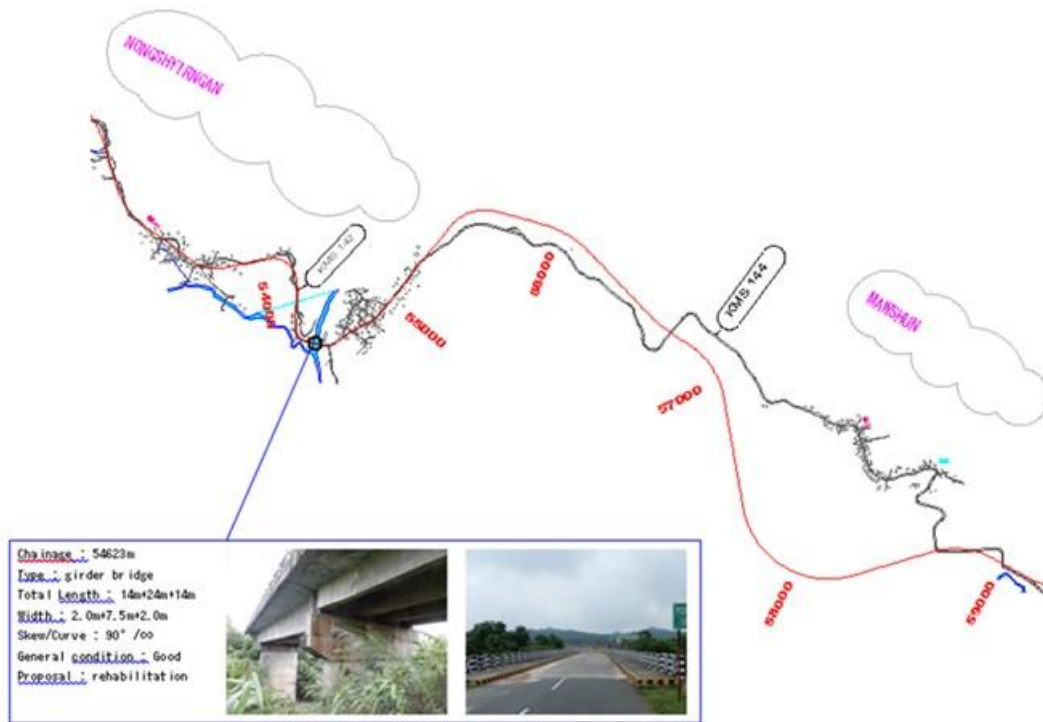 NONGSHYIRNGAN
KMS 142
54000
55000
56000
KMS 144
57000
MAWSHUN
58000
59000
Chainage : 54623m
Type : girder bridge
Total Length : 14m+24m+14m
Width : 2.0m+7.5m+2.0m
Skew/Curve : 90° /∞
General condition : Good
Proposal : rehabilitation